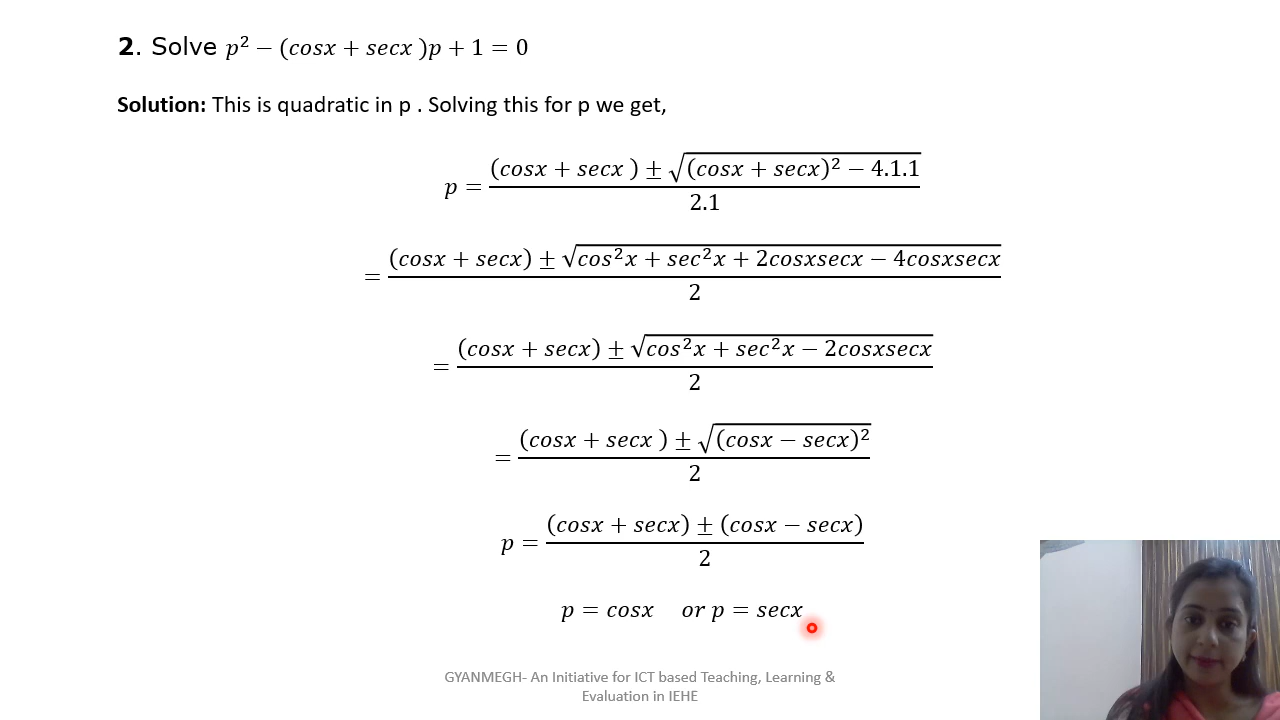 2. Solve p² − (cosx + secx )p + 1 = 0
Solution: This is quadratic in p . Solving this for p we get,
p = ((cosx + secx ) ± √((cosx + secx)² − 4.1.1)) / 2.1
= ((cosx + secx) ± √(cos²x + sec²x + 2cosxsecx − 4cosxsecx)) / 2
= ((cosx + secx) ± √(cos²x + sec²x − 2cosxsecx)) / 2
= ((cosx + secx ) ± √((cosx − secx)²)) / 2
p = ((cosx + secx) ± (cosx − secx)) / 2
p = cosx or p = secx
GYANMEGH- An Initiative for ICT based Teaching, Learning &
Evaluation in IEHE